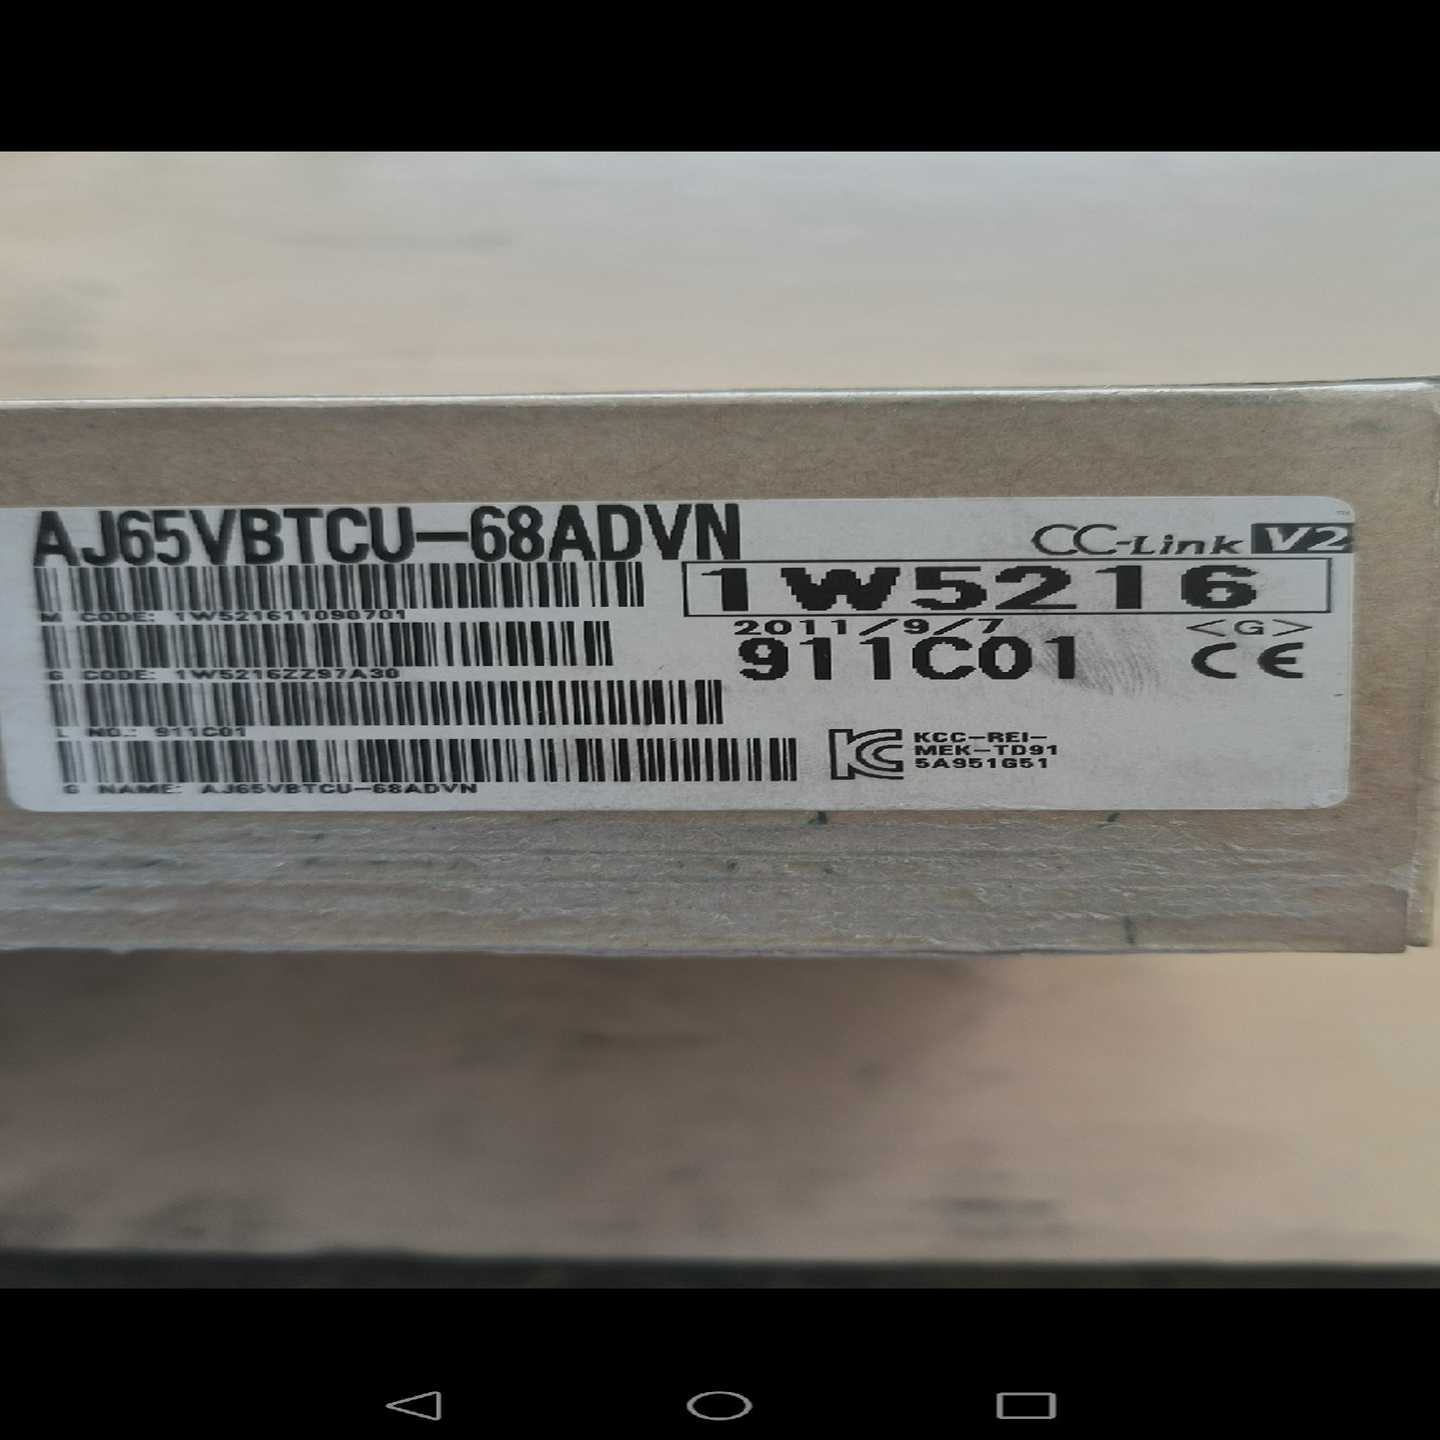 AJ65VBTCU-68ADVN
CC-Link V2
M CODE: 1W521611090701
1W5216
2011/9/7 <G>
G CODE: 1W5216ZZ97A30
911C01 CE
L NO.: 911C01
KCC-REI-
MEK-TD91
5A951G51
G NAME: AJ65VBTCU-68ADVN